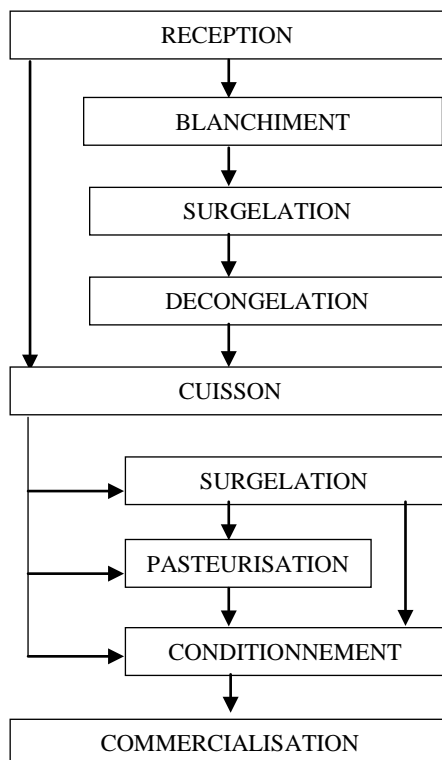 RECEPTION
BLANCHIMENT
SURGELATION
DECONGELATION
CUISSON
SURGELATION
PASTEURISATION
CONDITIONNEMENT
COMMERCIALISATION